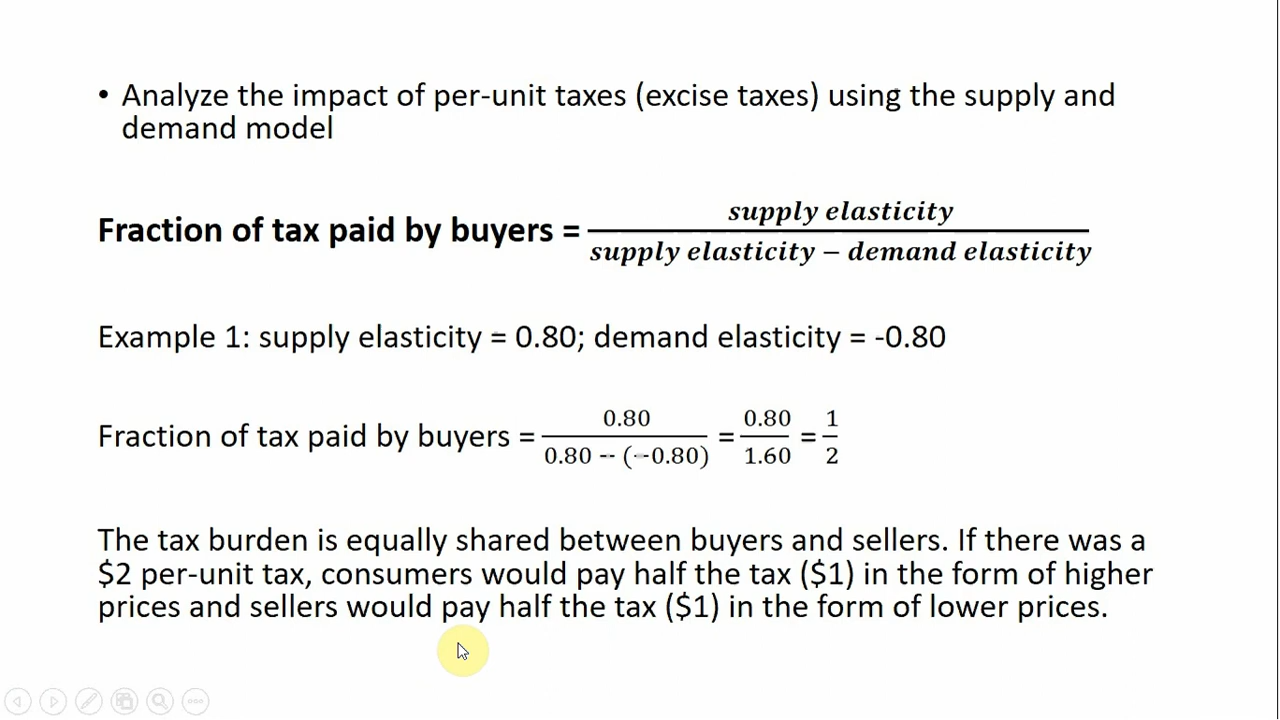 • Analyze the impact of per-unit taxes (excise taxes) using the supply and
demand model
Fraction of tax paid by buyers = supply elasticity / supply elasticity − demand elasticity
Example 1: supply elasticity = 0.80; demand elasticity = -0.80
Fraction of tax paid by buyers = 0.80 / 0.80 − (−0.80) = 0.80 / 1.60 = 1 / 2
The tax burden is equally shared between buyers and sellers. If there was a
$2 per-unit tax, consumers would pay half the tax ($1) in the form of higher
prices and sellers would pay half the tax ($1) in the form of lower prices.